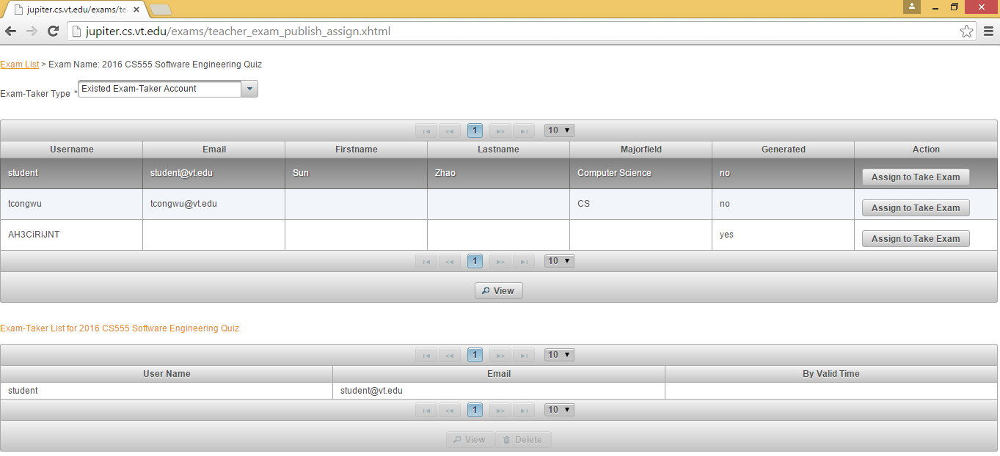 jupiter.cs.vt.edu/exams/te
jupiter.cs.vt.edu/exams/teacher_exam_publish_assign.xhtml
Exam List > Exam Name: 2016 CS555 Software Engineering Quiz
Exam-Taker Type * Existed Exam-Taker Account
1 10
Username Email Firstname Lastname Majorfield Generated Action
student student@vt.edu Sun Zhao Computer Science no Assign to Take Exam
tcongwu tcongwu@vt.edu CS no Assign to Take Exam
AH3CiRiJNT yes Assign to Take Exam
1 10
View
Exam-Taker List for 2016 CS555 Software Engineering Quiz
1 10
User Name Email By Valid Time
student student@vt.edu
1 10
View Delete